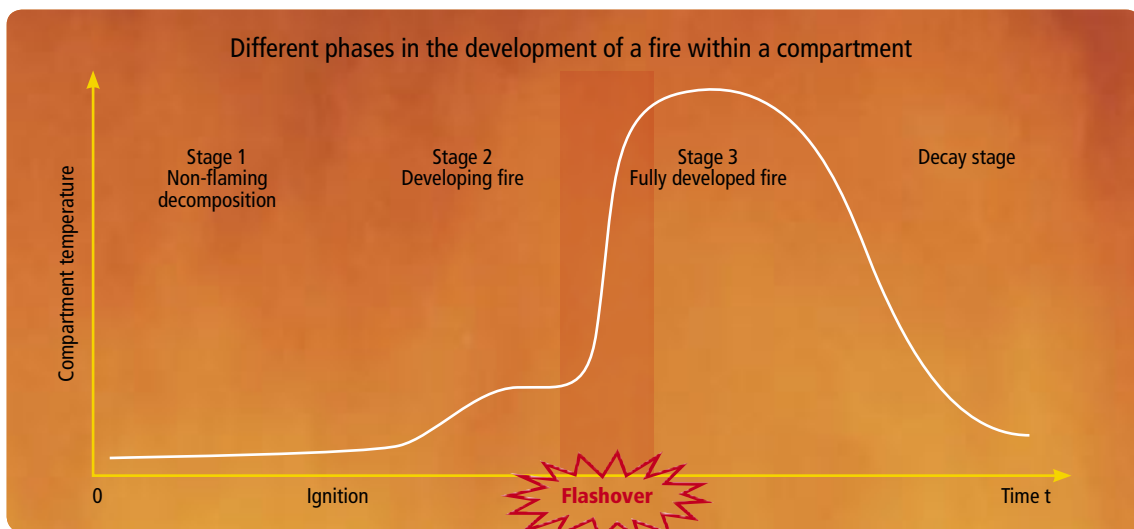 Different phases in the development of a fire within a compartment
Stage 1
Non-flaming
decomposition
Stage 2
Developing fire
Stage 3
Fully developed fire
Decay stage
Compartment temperature
0
Ignition
Flashover
Time t